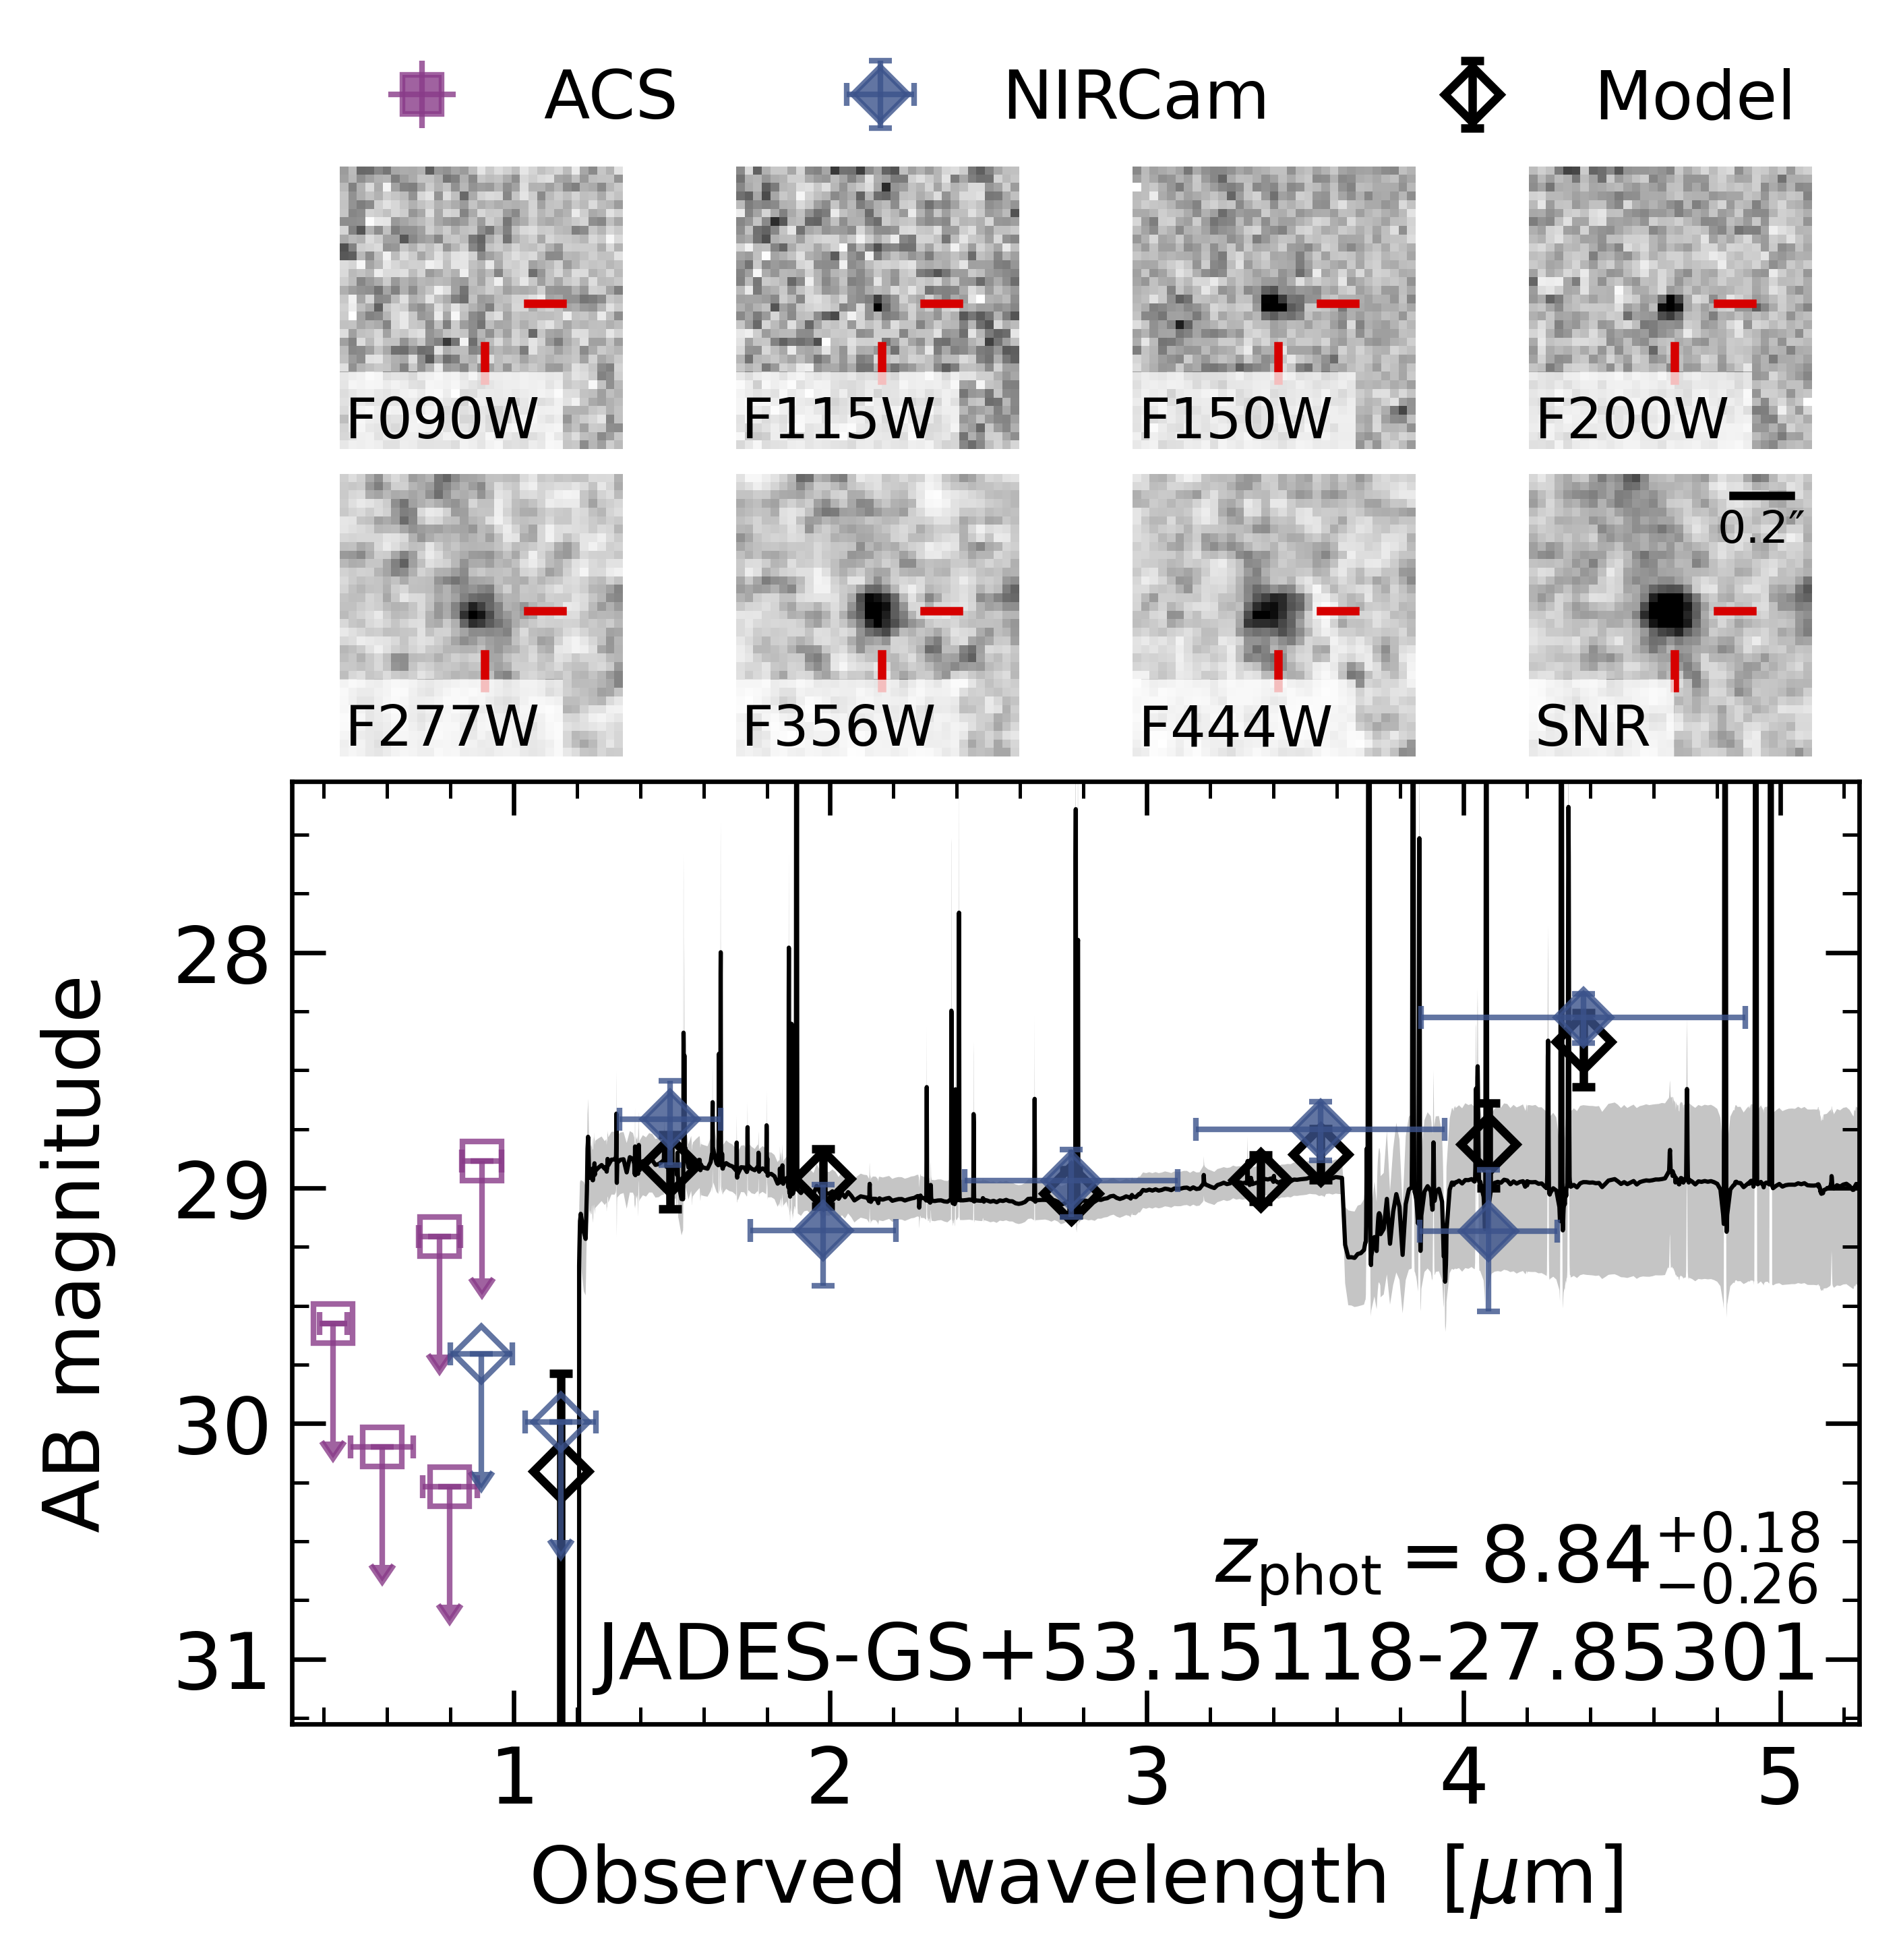 ACS NIRCam Model
F090W F115W F150W F200W
0.2″
F277W F356W F444W SNR
28
29
30
31
AB magnitude
z_phot = 8.84 +0.18 −0.26
JADES-GS+53.15118-27.85301
1 2 3 4 5
Observed wavelength [μm]